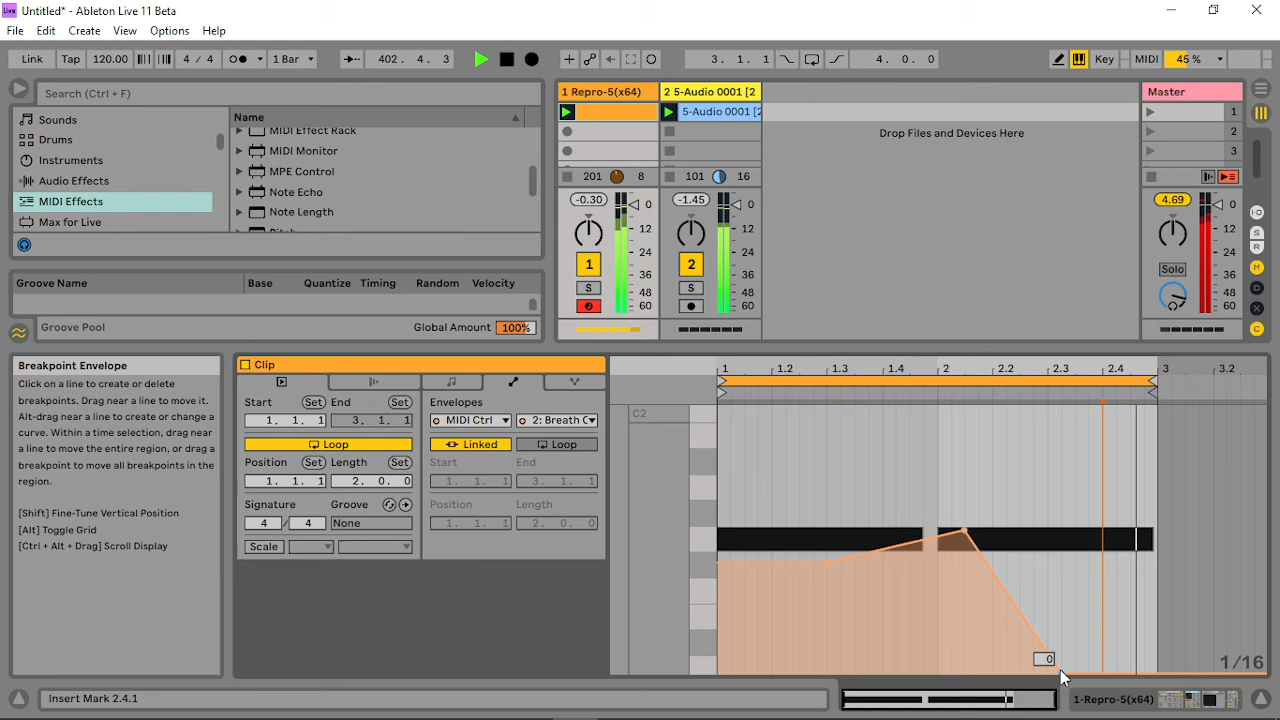 Live Untitled* - Ableton Live 11 Beta
File Edit Create View Options Help
Link Tap 120.00 4 / 4 1 Bar 402. 4. 3 3. 1. 1 4. 0. 0 Key MIDI 45 %
Search (Ctrl + F)
Sounds
Drums
Instruments
Audio Effects
MIDI Effects
Max for Live
Name
MIDI Effect Rack
MIDI Monitor
MPE Control
Note Echo
Note Length
Groove Name Base Quantize Timing Random Velocity
Groove Pool Global Amount 100%
1 Repro-5(x64) 2 5-Audio 0001 [2 Master
5-Audio 0001 [2 1
Drop Files and Devices Here 2
3
201 8 101 16
-0.30 -1.45 4.69
0 0 0
12 12 12
24 24 24
36 36 36
48 48 48
60 60 60
1 2 Solo
S S
Breakpoint Envelope
Click on a line to create or delete
breakpoints. Drag near a line to move it.
Alt-drag near a line to create or change a
curve. Within a time selection, drag near
a line to move the entire region, or drag a
breakpoint to move all breakpoints in the
region.
[Shift] Fine-Tune Vertical Position
[Alt] Toggle Grid
[Ctrl + Alt + Drag] Scroll Display
Clip
Start Set End Set
1. 1. 1 3. 1. 1
Loop
Position Set Length Set
1. 1. 1 2. 0. 0
Signature Groove
4 / 4 None
Scale
Envelopes
MIDI Ctrl 2: Breath C
Linked Loop
Start End
1. 1. 1 3. 1. 1
Position Length
1. 1. 1 2. 0. 0
1 1.2 1.3 1.4 2 2.2 2.3 2.4 3 3.2
C2
0
1/16
Insert Mark 2.4.1
1-Repro-5(x64)